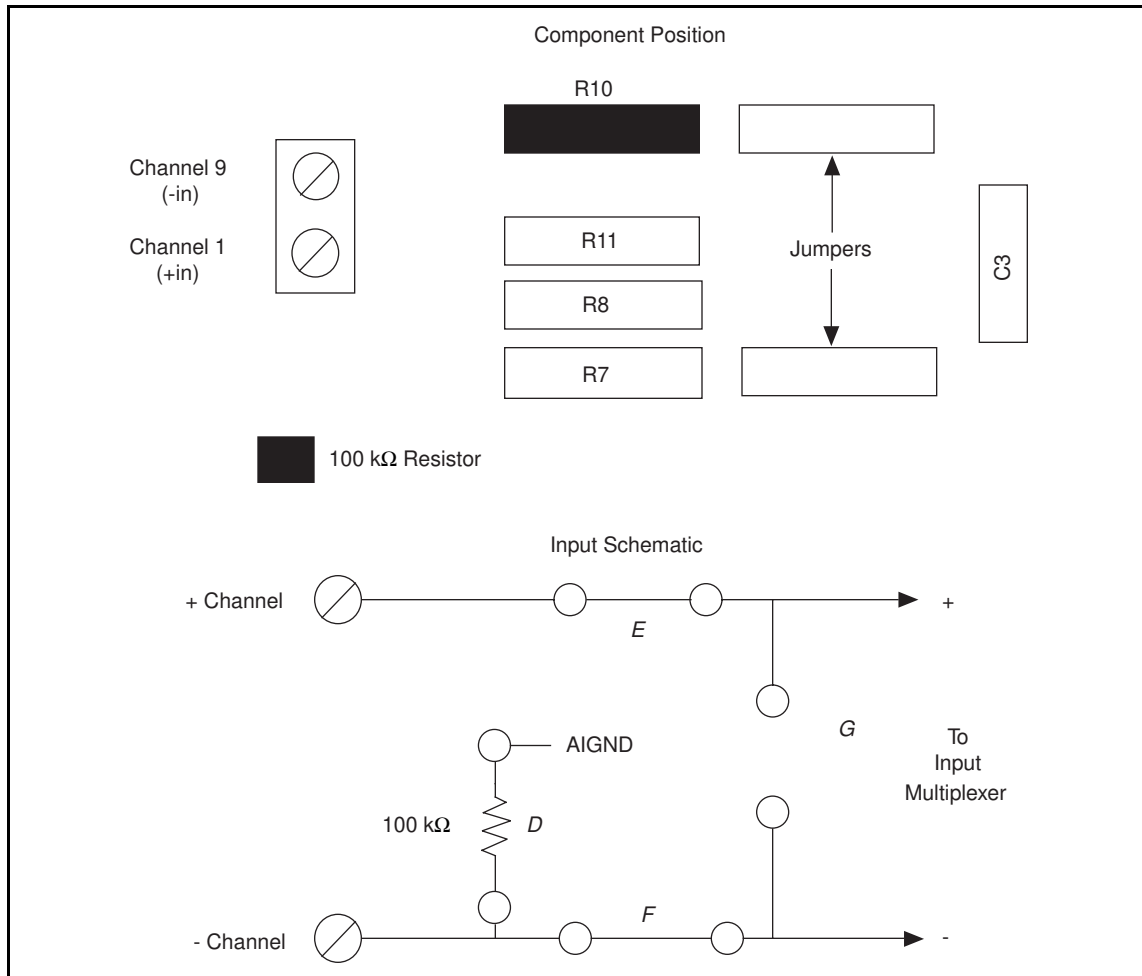 Component Position
R10
Channel 9
(-in)
Channel 1
(+in)
R11
R8
R7
Jumpers
C3
100 kΩ Resistor
Input Schematic
+ Channel
E
+
G
AIGND
To
Input
Multiplexer
100 kΩ
D
F
- Channel
-